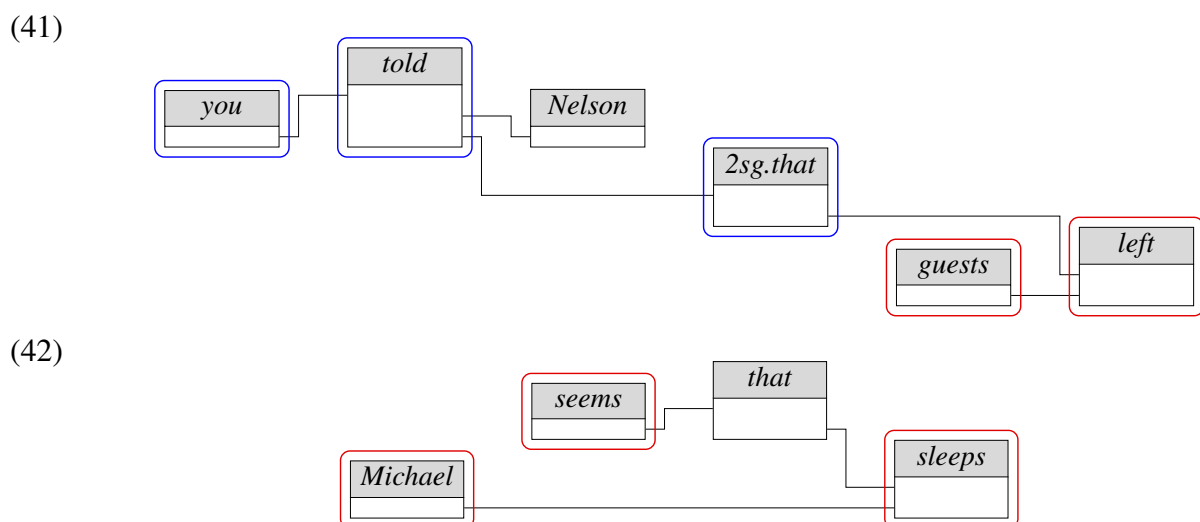 (41)
told
you
Nelson
2sg.that
left
guests
(42)
that
seems
sleeps
Michael